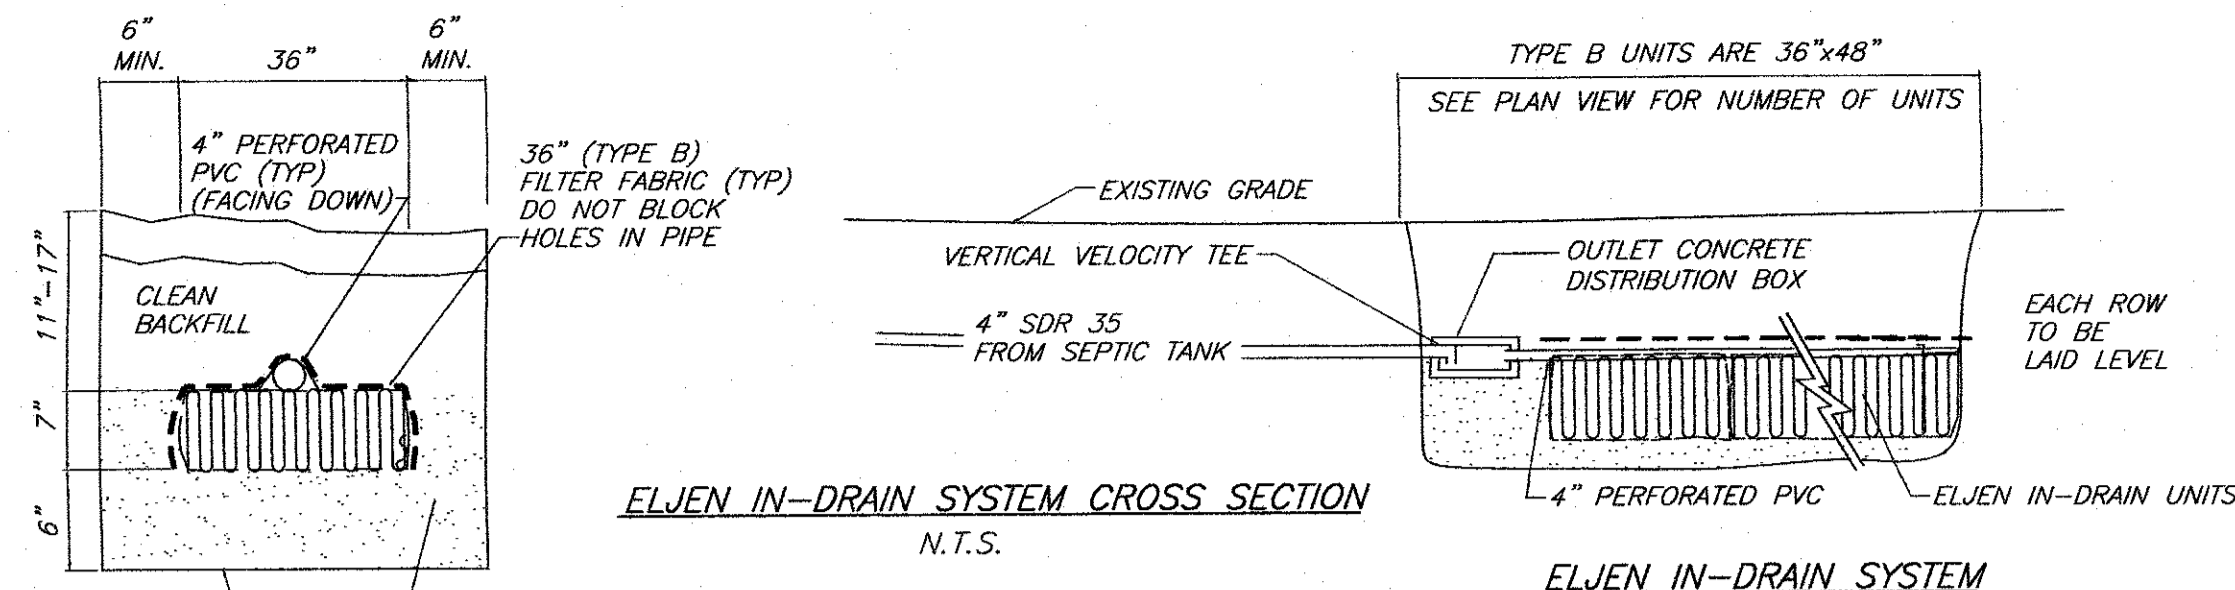 6”
MIN.
36”
6”
MIN.
4” PERFORATED
PVC (TYP)
(FACING DOWN)
36” (TYPE B)
FILTER FABRIC (TYP)
DO NOT BLOCK
HOLES IN PIPE
11”–17”
CLEAN
BACKFILL
7”
6”
ELJEN IN–DRAIN SYSTEM CROSS SECTION
N.T.S.
TYPE B UNITS ARE 36”x48”
SEE PLAN VIEW FOR NUMBER OF UNITS
EXISTING GRADE
VERTICAL VELOCITY TEE
OUTLET CONCRETE
DISTRIBUTION BOX
4” SDR 35
FROM SEPTIC TANK
EACH ROW
TO BE
LAID LEVEL
4” PERFORATED PVC
ELJEN IN–DRAIN UNITS
ELJEN IN–DRAIN SYSTEM